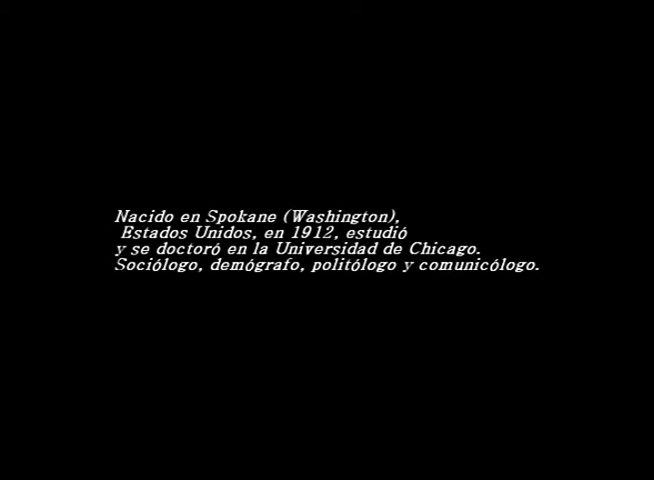 Nacido en Spokane (Washington),
Estados Unidos, en 1912, estudió
y se doctoró en la Universidad de Chicago.
Sociólogo, demógrafo, politólogo y comunicólogo.